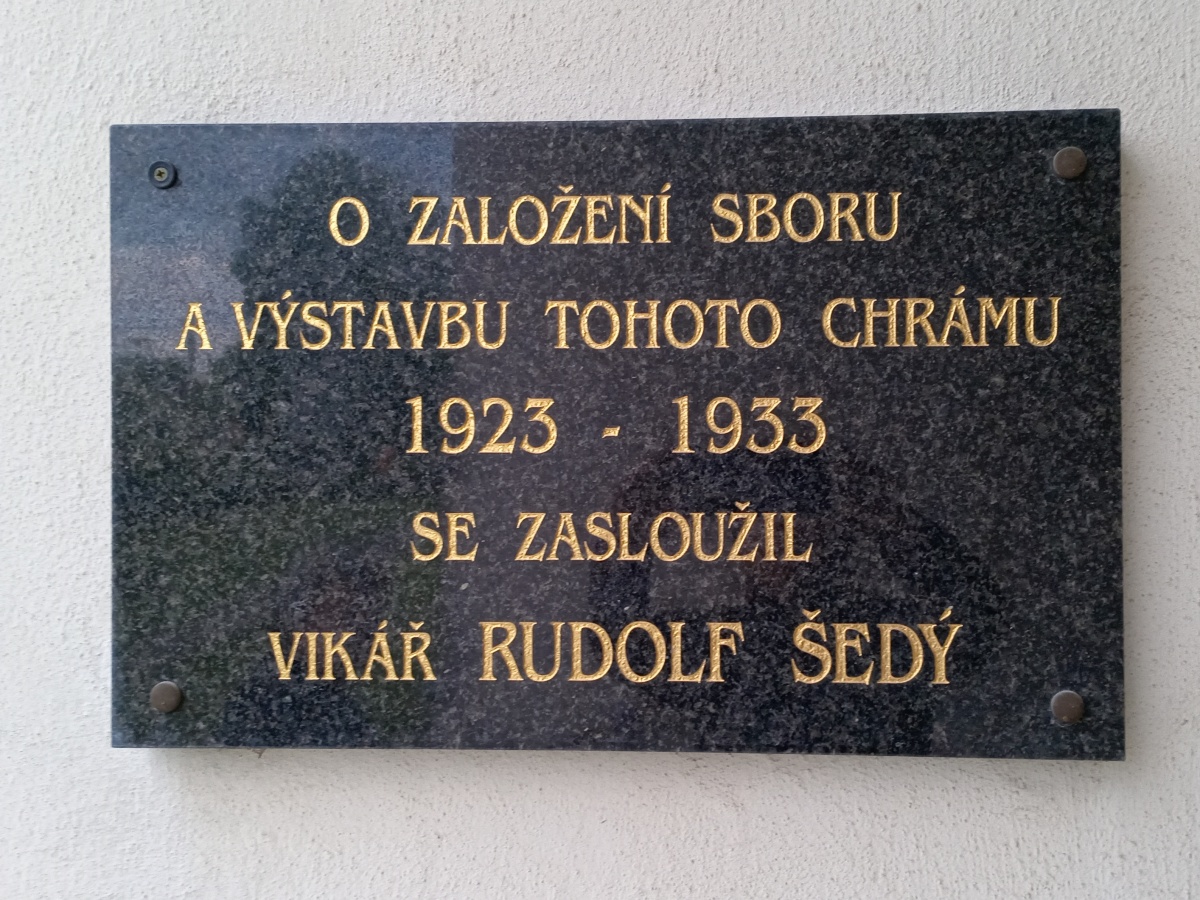 O ZALOŽENÍ SBORU
A VÝSTAVBU TOHOTO CHRÁMU
1923 - 1933
SE ZASLOUŽIL
VIKÁŘ RUDOLF ŠEDÝ